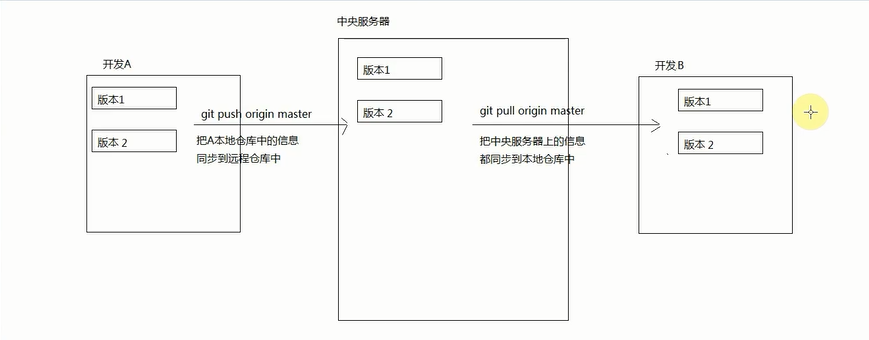 中央服务器
开发A
开发B
版本1
版本 2
git push origin master
把A本地仓库中的信息
同步到远程仓库中
版本1
版本 2
git pull origin master
把中央服务器上的信息
都同步到本地仓库中
版本1
版本 2